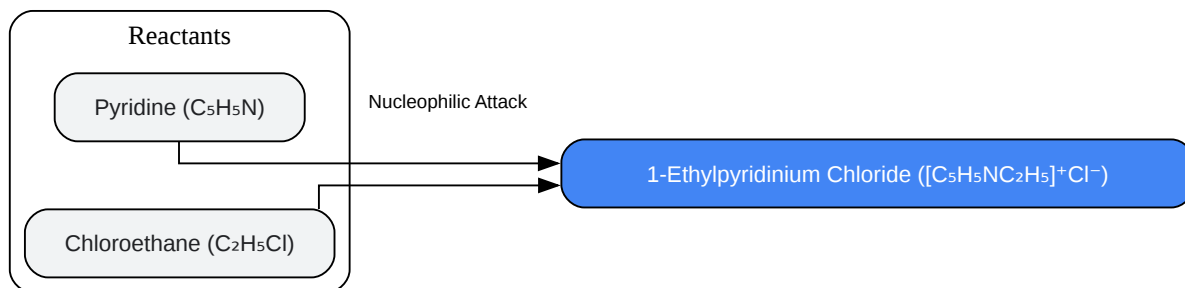 Reactants
Pyridine (C₅H₅N)
Nucleophilic Attack
1-Ethylpyridinium Chloride ([C₅H₅NC₂H₅]⁺Cl⁻)
Chloroethane (C₂H₅Cl)